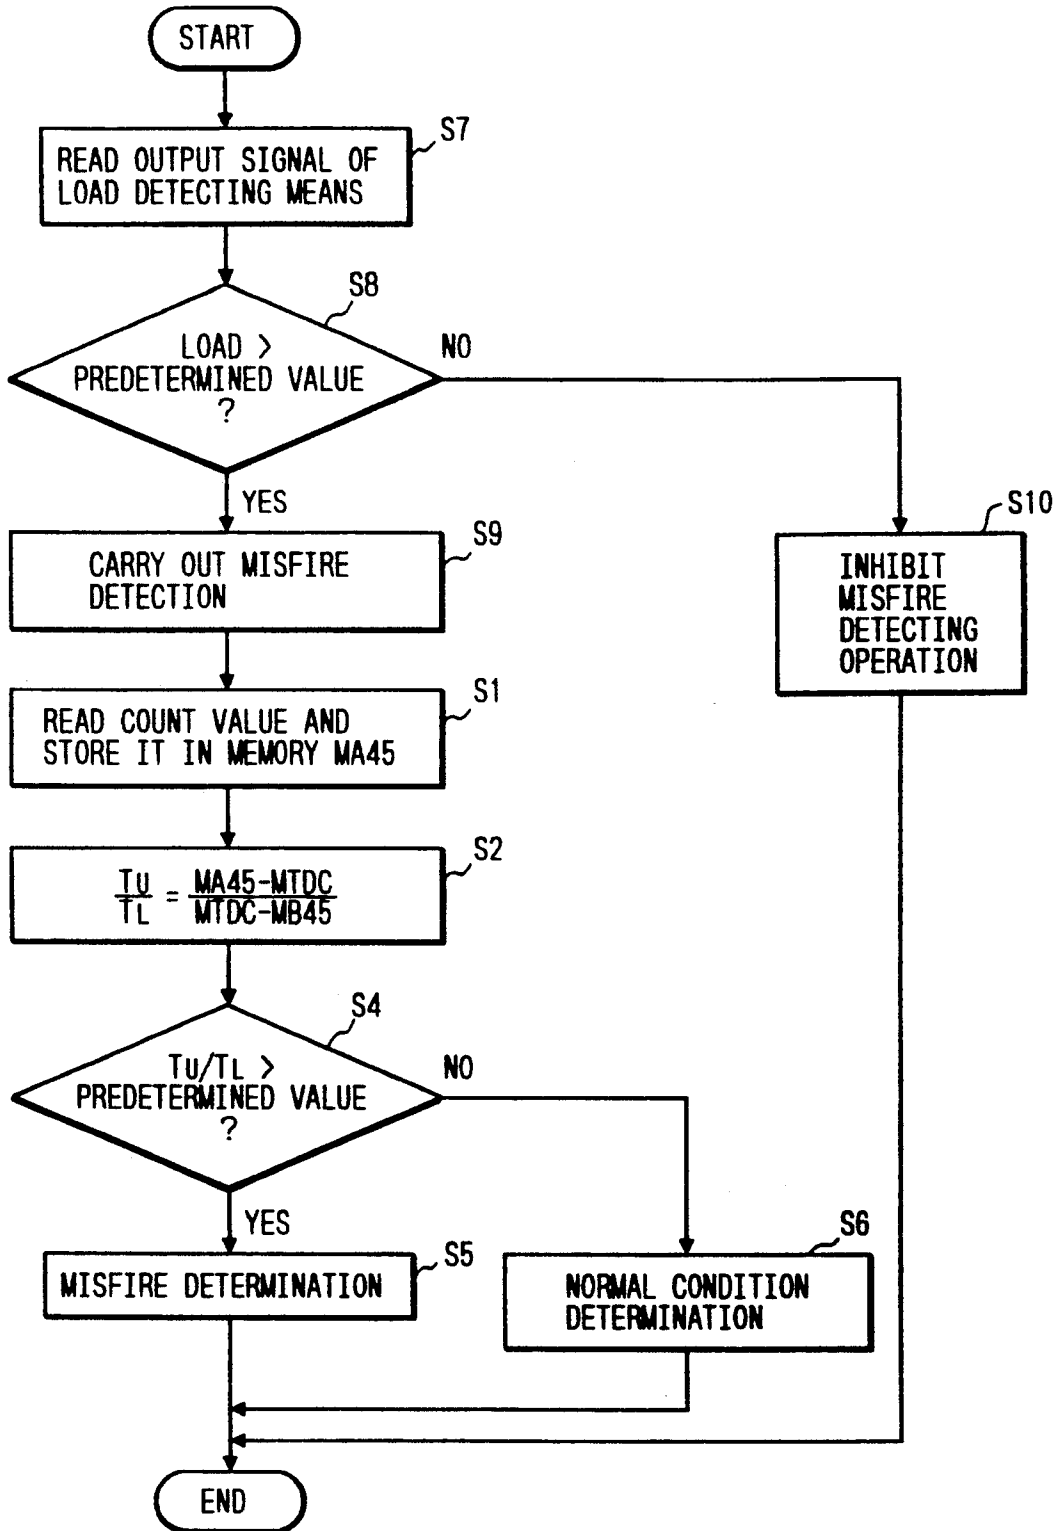 START
S7
READ OUTPUT SIGNAL OF
LOAD DETECTING MEANS
S8
LOAD >
PREDETERMINED VALUE
?
NO
YES
S9
CARRY OUT MISFIRE
DETECTION
S10
INHIBIT
MISFIRE
DETECTING
OPERATION
S1
READ COUNT VALUE AND
STORE IT IN MEMORY MA45
S2
TU/TL = MA45-MTDC/MTDC-MB45
S4
TU/TL >
PREDETERMINED VALUE
?
NO
YES
S5
MISFIRE DETERMINATION
S6
NORMAL CONDITION
DETERMINATION
END